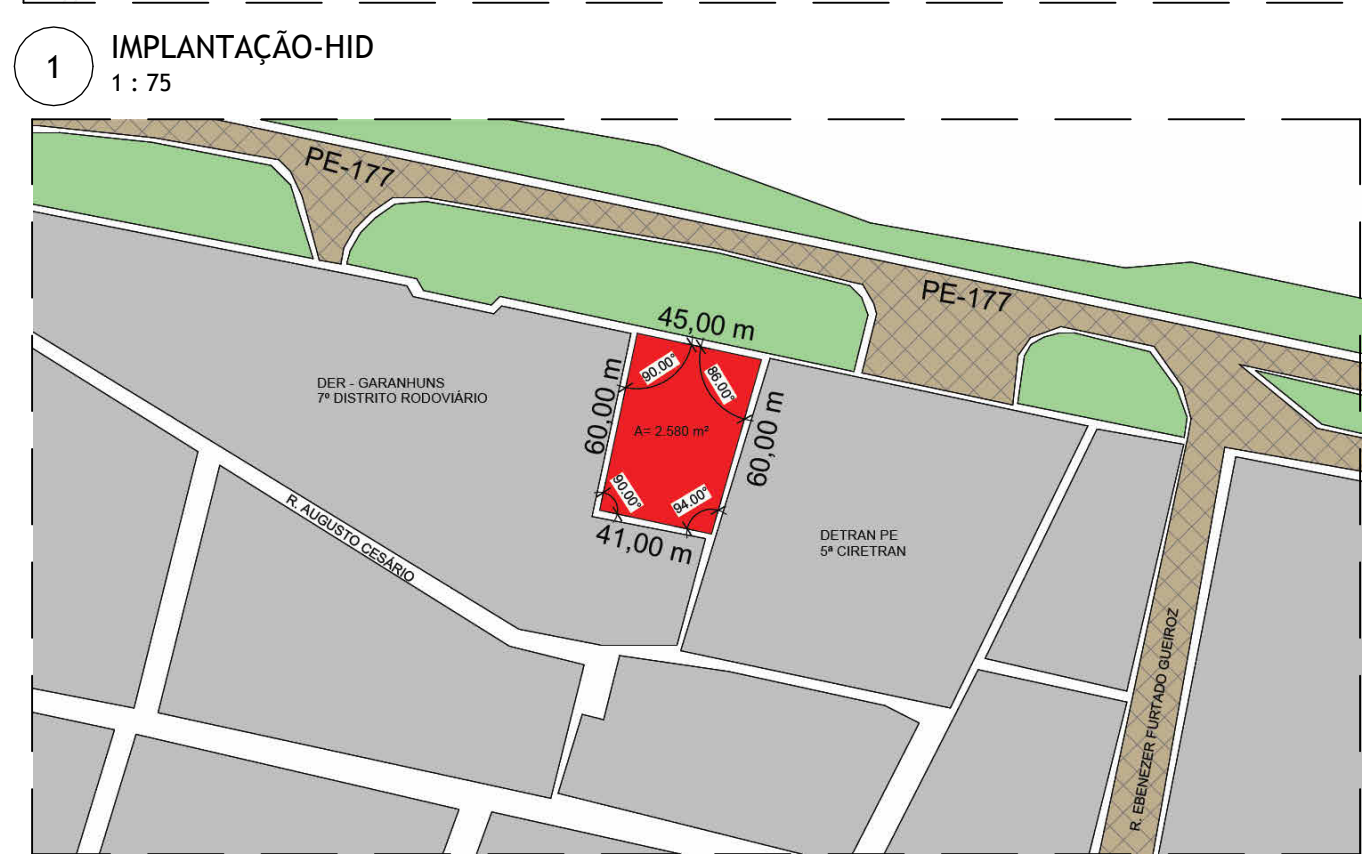 1
IMPLANTAÇÃO-HID
1 : 75
PE-177
PE-177
45,00 m
90.00°
86.00°
60,00 m
60,00 m
DER - GARANHUNS
7º DISTRITO RODOVIÁRIO
A= 2.580 m²
90.00°
94.00°
41,00 m
R. AUGUSTO CESÁRIO
DETRAN PE
5ª CIRETRAN
R. EBENEZER FURTADO GUEIROZ